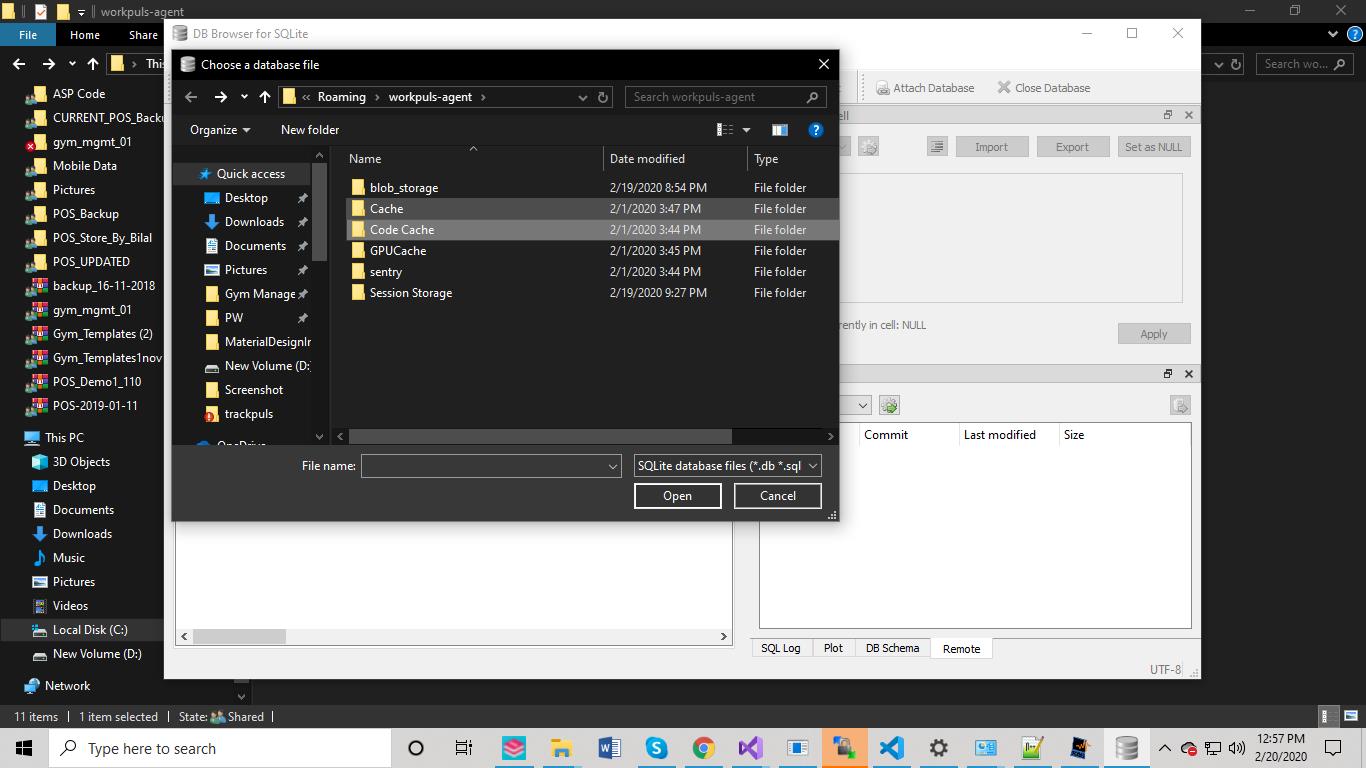 workpuls-agent
File Home Share
This
ASP Code
CURRENT_POS_Backu
gym_mgmt_01
Mobile Data
Pictures
POS_Backup
POS_Store_By_Bilal
POS_UPDATED
backup_16-11-2018
gym_mgmt_01
Gym_Templates (2)
Gym_Templates1nov
POS_Demo1_110
POS-2019-01-11
This PC
3D Objects
Desktop
Documents
Downloads
Music
Pictures
Videos
Local Disk (C:)
New Volume (D:)
Network
11 items 1 item selected State: Shared
Search wo...
DB Browser for SQLite
Attach Database Close Database
ell
Import Export Set as NULL
rently in cell: NULL
Apply
Commit Last modified Size
SQL Log Plot DB Schema Remote
UTF-8
Choose a database file
« Roaming › workpuls-agent ›
Search workpuls-agent
Organize New folder
Quick access
Desktop
Downloads
Documents
Pictures
Gym Manage
PW
MaterialDesignIr
New Volume (D:
Screenshot
trackpuls
OneDrive
Name Date modified Type
blob_storage 2/19/2020 8:54 PM File folder
Cache 2/1/2020 3:47 PM File folder
Code Cache 2/1/2020 3:44 PM File folder
GPUCache 2/1/2020 3:45 PM File folder
sentry 2/1/2020 3:44 PM File folder
Session Storage 2/19/2020 9:27 PM File folder
File name: SQLite database files (*.db *.sql
Open Cancel
Type here to search
12:57 PM
2/20/2020